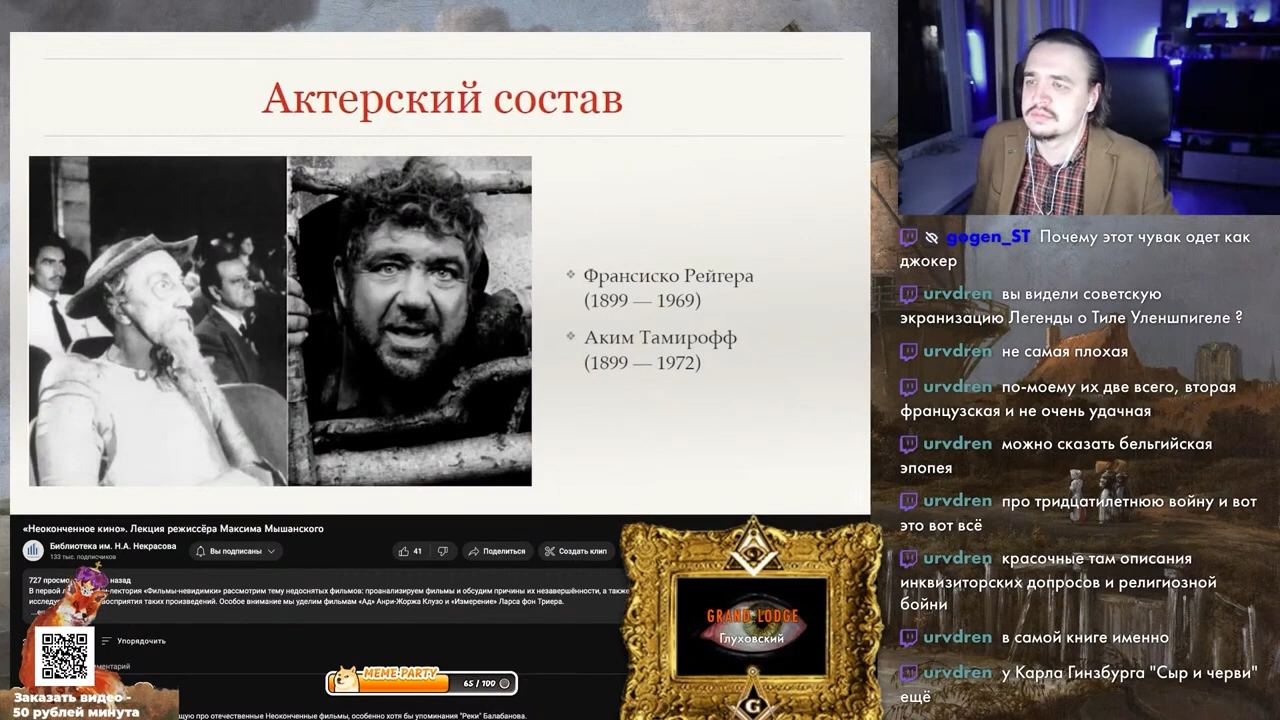 Актерский состав
Франсиско Рейгера
(1899 — 1969)
Аким Тамирофф
(1899 — 1972)
«Неоконченное кино». Лекция режиссёра Максима Мышанского
Библиотека им. Н.А. Некрасова
133 тыс. подписчиков
Вы подписаны
41
Поделиться
Создать клип
727 просмо
назад
В первой
лектория «Фильмы-невидимки» рассмотрим тему недоснятых фильмов: проанализируем фильмы и обсудим причины их незавершённости, а также
исследу
восприятия таких произведений. Особое внимание мы уделим фильмам «Ад» Анри-Жоржа Клузо и «Измерение» Ларса фон Триера.
Упорядочить
ментарий
Заказать видео -
50 рублей минута
MEME PARTY
65 / 100
щую про отечественные Неоконченные фильмы, особенно хотя бы упоминания "Реки" Балабанова.
GRAND LODGE
Глуховский
G
gogen_ST Почему этот чувак одет как
джокер
urvdren вы видели советскую
экранизацию Легенды о Тиле Уленшпигеле ?
urvdren не самая плохая
urvdren по-моему их две всего, вторая
французская и не очень удачная
urvdren можно сказать бельгийская
эпопея
urvdren про тридцатилетнюю войну и вот
это вот всё
urvdren красочные там описания
инквизиторских допросов и религиозной
бойни
urvdren в самой книге именно
urvdren у Карла Гинзбурга "Сыр и черви"
ещё